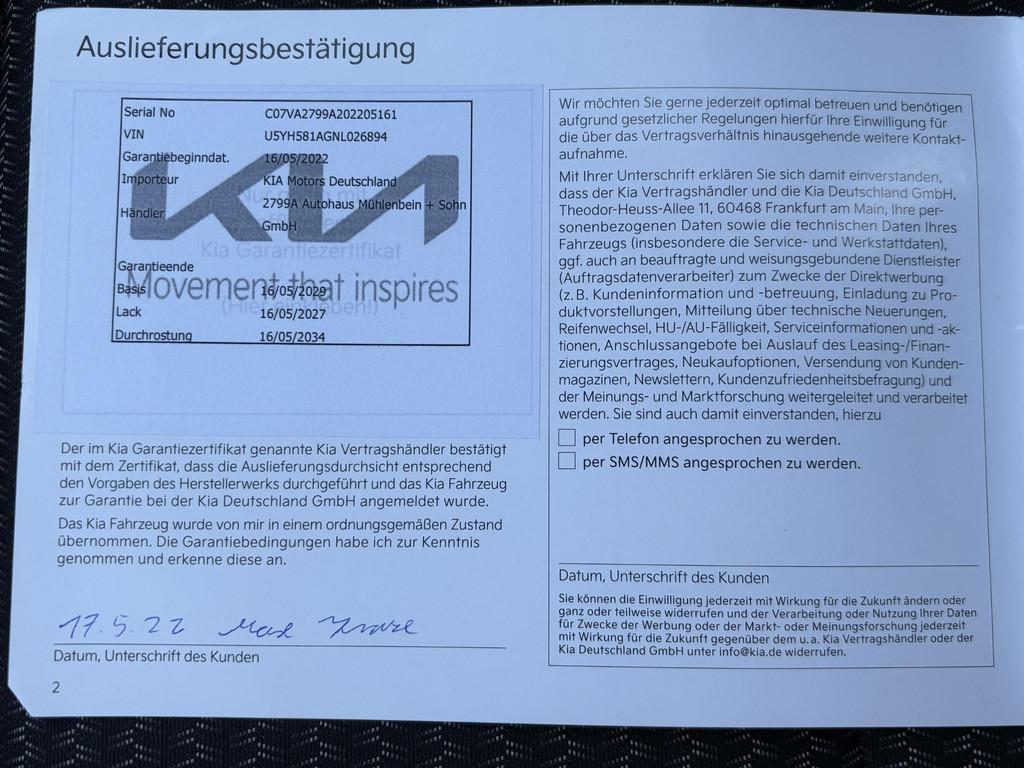 Auslieferungsbestätigung
Serial No C07VA2799A202205161
VIN U5YH581AGNL026894
Garantiebeginndat. 16/05/2022
Importeur KIA Motors Deutschland
Händler 2799A Autohaus Mühlenbein + Sohn
GmbH
Kia Garantiezertifikat
Garantieende
Movement that inspires
Basis 16/05/2029
(Hier einkleben!)
Lack 16/05/2027
Durchrostung 16/05/2034
Der im Kia Garantiezertifikat genannte Kia Vertragshändler bestätigt
mit dem Zertifikat, dass die Auslieferungsdurchsicht entsprechend
den Vorgaben des Herstellerwerks durchgeführt und das Kia Fahrzeug
zur Garantie bei der Kia Deutschland GmbH angemeldet wurde.
Das Kia Fahrzeug wurde von mir in einem ordnungsgemäßen Zustand
übernommen. Die Garantiebedingungen habe ich zur Kenntnis
genommen und erkenne diese an.
17.5.22
Datum, Unterschrift des Kunden
2
Wir möchten Sie gerne jederzeit optimal betreuen und benötigen
aufgrund gesetzlicher Regelungen hierfür Ihre Einwilligung für
die über das Vertragsverhältnis hinausgehende weitere Kontakt-
aufnahme.
Mit Ihrer Unterschrift erklären Sie sich damit einverstanden,
dass der Kia Vertragshändler und die Kia Deutschland GmbH,
Theodor-Heuss-Allee 11, 60468 Frankfurt am Main, Ihre per-
sonenbezogenen Daten sowie die technischen Daten Ihres
Fahrzeugs (insbesondere die Service- und Werkstattdaten),
ggf. auch an beauftragte und weisungsgebundene Dienstleister
(Auftragsdatenverarbeiter) zum Zwecke der Direktwerbung
(z. B. Kundeninformation und -betreuung, Einladung zu Pro-
duktvorstellungen, Mitteilung über technische Neuerungen,
Reifenwechsel, HU-/AU-Fälligkeit, Serviceinformationen und -ak-
tionen, Anschlussangebote bei Auslauf des Leasing-/Finan-
zierungsvertrages, Neukaufoptionen, Versendung von Kunden-
magazinen, Newslettern, Kundenzufriedenheitsbefragung) und
der Meinungs- und Marktforschung weitergeleitet und verarbeitet
werden. Sie sind auch damit einverstanden, hierzu
per Telefon angesprochen zu werden.
per SMS/MMS angesprochen zu werden.
Datum, Unterschrift des Kunden
Sie können die Einwilligung jederzeit mit Wirkung für die Zukunft ändern oder
ganz oder teilweise widerrufen und der Verarbeitung oder Nutzung Ihrer Daten
für Zwecke der Werbung oder der Markt- oder Meinungsforschung jederzeit
mit Wirkung für die Zukunft gegenüber dem u. a. Kia Vertragshändler oder der
Kia Deutschland GmbH unter info@kia.de widerrufen.